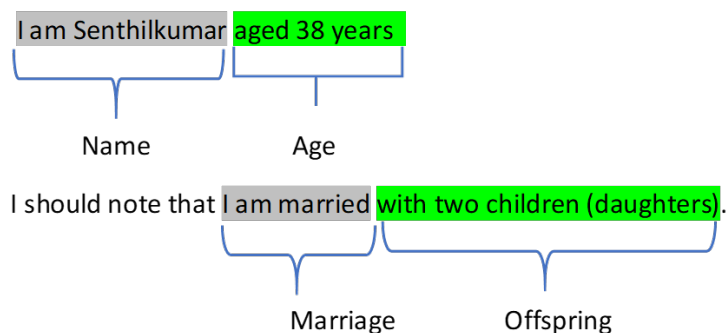 I am Senthilkumar aged 38 years
Name Age
I should note that I am married with two children (daughters).
Marriage Offspring